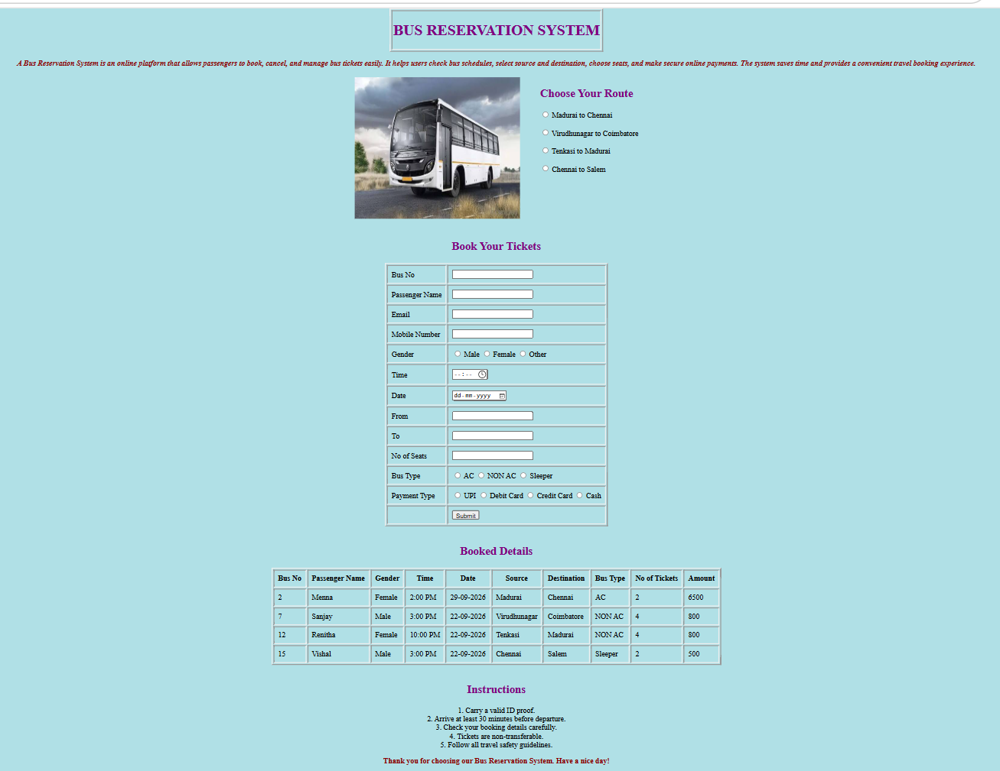 BUS RESERVATION SYSTEM
A Bus Reservation System is an online platform that allows passengers to book, cancel, and manage bus tickets easily. It helps users check bus schedules, select source and destination, choose seats, and make secure online payments. The system saves time and provides a convenient travel booking experience.
Choose Your Route
Madurai to Chennai
Virudhunagar to Coimbatore
Tenkasi to Madurai
Chennai to Salem
Book Your Tickets
Bus No
Passenger Name
Email
Mobile Number
Gender Male Female Other
Time --:--
Date dd-mm-yyyy
From
To
No of Seats
Bus Type AC NON AC Sleeper
Payment Type UPI Debit Card Credit Card Cash
Submit
Booked Details
Bus No Passenger Name Gender Time Date Source Destination Bus Type No of Tickets Amount
2 Menna Female 2:00 PM 29-09-2026 Madurai Chennai AC 2 6500
7 Sanjay Male 3:00 PM 22-09-2026 Virudhunagar Coimbatore NON AC 4 800
12 Renitha Female 10:00 PM 22-09-2026 Tenkasi Madurai NON AC 4 800
15 Vishal Male 3:00 PM 22-09-2026 Chennai Salem Sleeper 2 500
Instructions
1. Carry a valid ID proof.
2. Arrive at least 30 minutes before departure.
3. Check your booking details carefully.
4. Tickets are non-transferable.
5. Follow all travel safety guidelines.
Thank you for choosing our Bus Reservation System. Have a nice day!